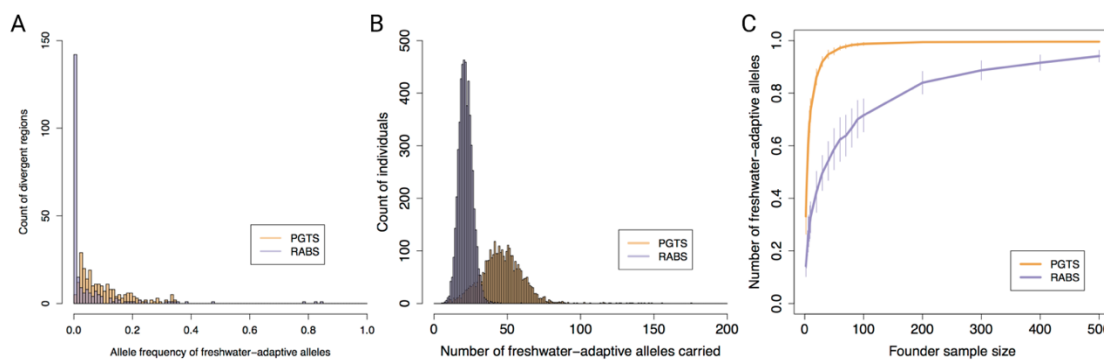 A
150
100
50
0
Count of divergent regions
0.0 0.2 0.4 0.6 0.8 1.0
Allele frequency of freshwater-adaptive alleles
PGTS
RABS
B
500
400
300
200
100
0
Count of individuals
0 50 100 150 200
Number of freshwater-adaptive alleles carried
PGTS
RABS
C
1.0
0.8
0.6
0.4
0.2
0.0
Number of freshwater-adaptive alleles
0 100 200 300 400 500
Founder sample size
PGTS
RABS